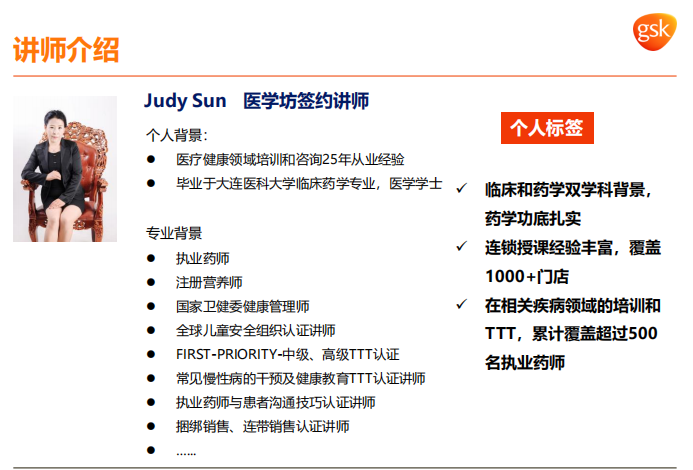 讲师介绍
gsk
Judy Sun 医学坊签约讲师
个人背景：
● 医疗健康领域培训和咨询25年从业经验
● 毕业于大连医科大学临床药学专业，医学学士
专业背景
● 执业药师
● 注册营养师
● 国家卫健委健康管理师
● 全球儿童安全组织认证讲师
● FIRST-PRIORITY-中级、高级TTT认证
● 常见慢性病的干预及健康教育TTT认证讲师
● 执业药师与患者沟通技巧认证讲师
● 捆绑销售、连带销售认证讲师
● ……
个人标签
✓ 临床和药学双学科背景，
药学功底扎实
✓ 连锁授课经验丰富，覆盖
1000+门店
✓ 在相关疾病领域的培训和
TTT，累计覆盖超过500
名执业药师